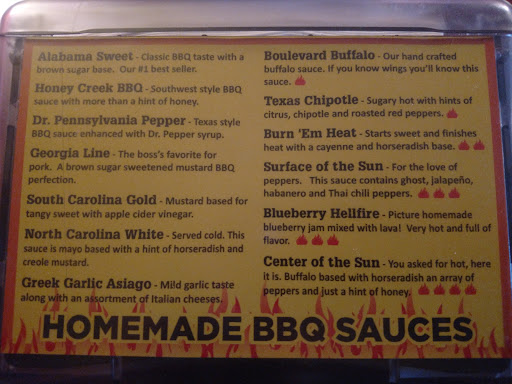 Alabama Sweet - Classic BBQ taste with a
brown sugar base. Our #1 best seller.
Honey Creek BBQ - Southwest style BBQ
sauce with more than a hint of honey.
Dr. Pennsylvania Pepper - Texas style
BBQ sauce enhanced with Dr. Pepper syrup.
Georgia Line - The boss's favorite for
pork. A brown sugar sweetened mustard BBQ
perfection.
South Carolina Gold - Mustard based for
tangy sweet with apple cider vinegar.
North Carolina White - Served cold. This
sauce is mayo based with a hint of horseradish and
creole mustard.
Greek Garlic Asiago - Mild garlic taste
along with an assortment of Italian cheeses.
Boulevard Buffalo - Our hand crafted
buffalo sauce. If you know wings you'll know this
sauce.
Texas Chipotle - Sugary hot with hints of
citrus, chipotle and roasted red peppers.
Burn 'Em Heat - Starts sweet and finishes
heat with a cayenne and horseradish base.
Surface of the Sun - For the love of
peppers. This sauce contains ghost, jalapeño,
habanero and Thai chili peppers.
Blueberry Hellfire - Picture homemade
blueberry jam mixed with lava! Very hot and full of
flavor.
Center of the Sun - You asked for hot, here
it is. Buffalo based with horseradish an array of
peppers and just a hint of honey.
HOMEMADE BBQ SAUCES